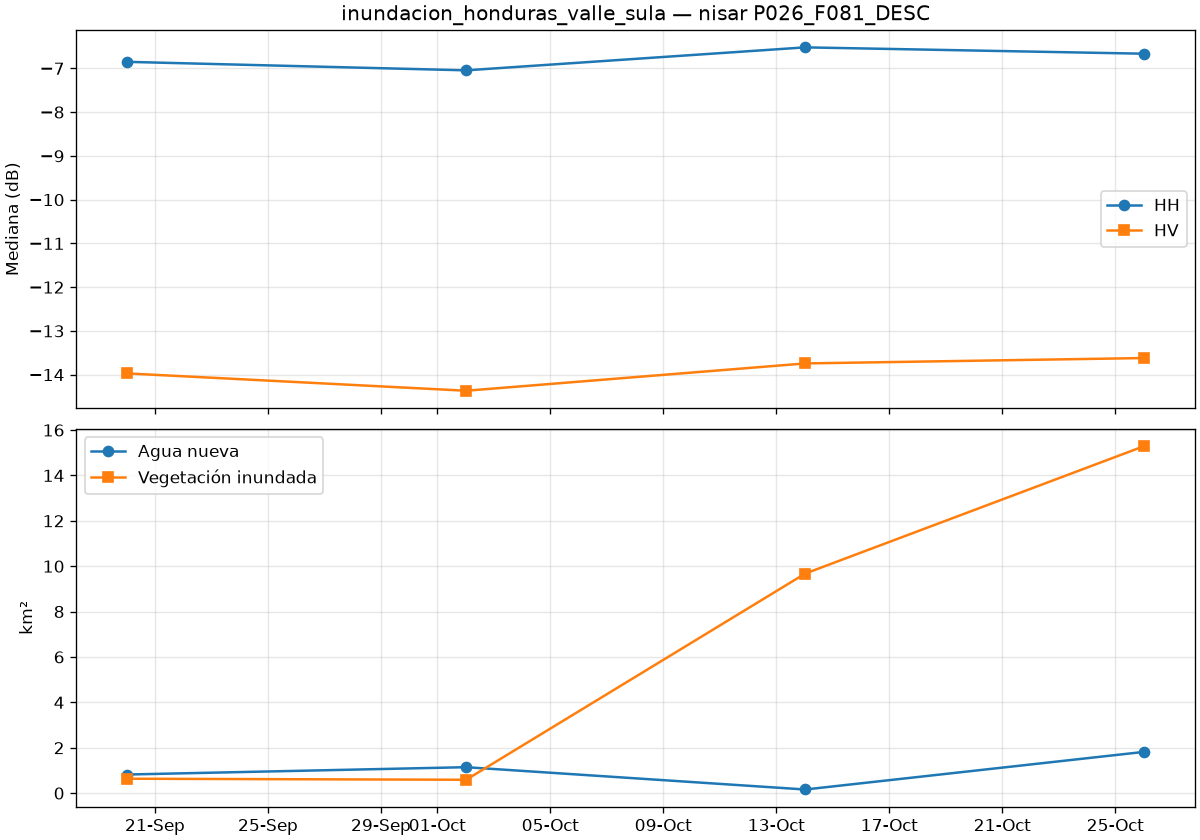 inundacion_honduras_valle_sula — nisar P026_F081_DESC
−7
−8
−9
−10
−11
−12
−13
−14
Mediana (dB)
HH
HV
16
14
12
10
8
6
4
2
0
km²
Agua nueva
Vegetación inundada
21-Sep 25-Sep 29-Sep 01-Oct 05-Oct 09-Oct 13-Oct 17-Oct 21-Oct 25-Oct